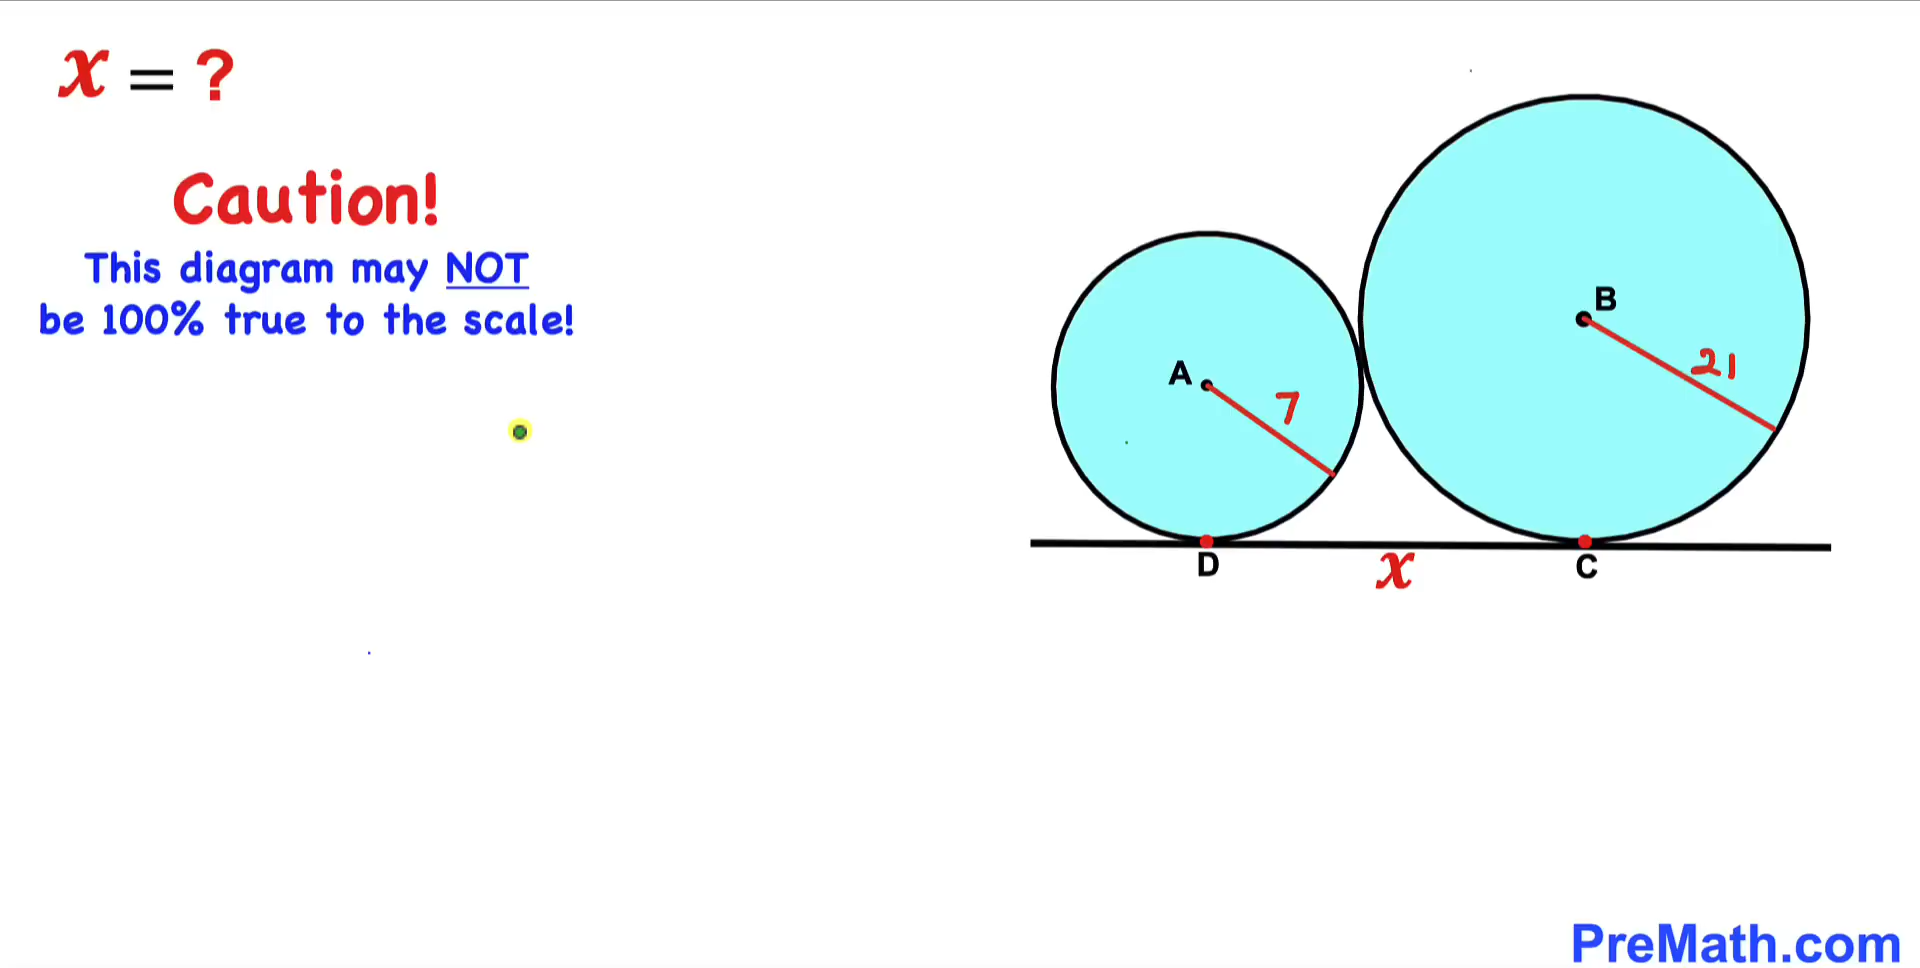 x = ?
Caution!
This diagram may NOT
be 100% true to the scale!
B
21
A
7
D
x
C
PreMath.com